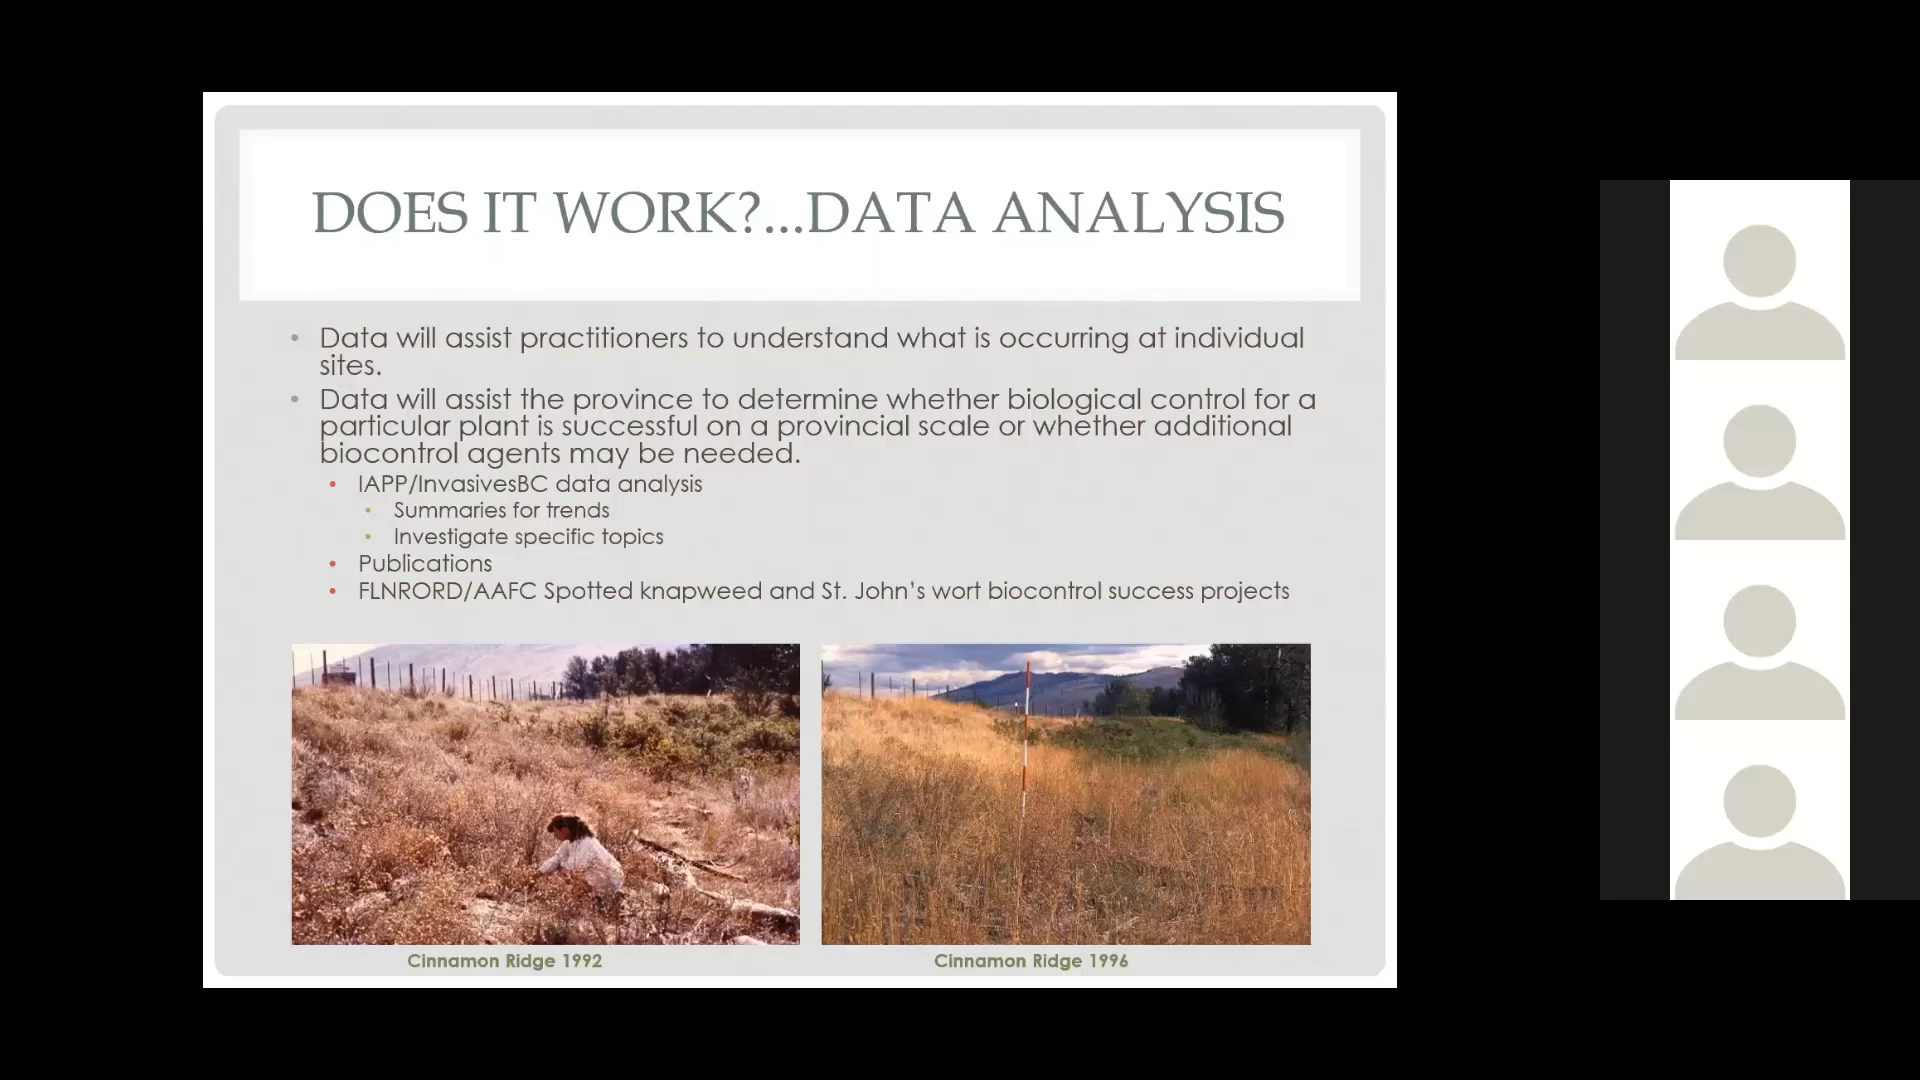 DOES IT WORK?...DATA ANALYSIS
• Data will assist practitioners to understand what is occurring at individual
sites.
• Data will assist the province to determine whether biological control for a
particular plant is successful on a provincial scale or whether additional
biocontrol agents may be needed.
• IAPP/InvasivesBC data analysis
• Summaries for trends
• Investigate specific topics
• Publications
• FLNRORD/AAFC Spotted knapweed and St. John’s wort biocontrol success projects
Cinnamon Ridge 1992
Cinnamon Ridge 1996